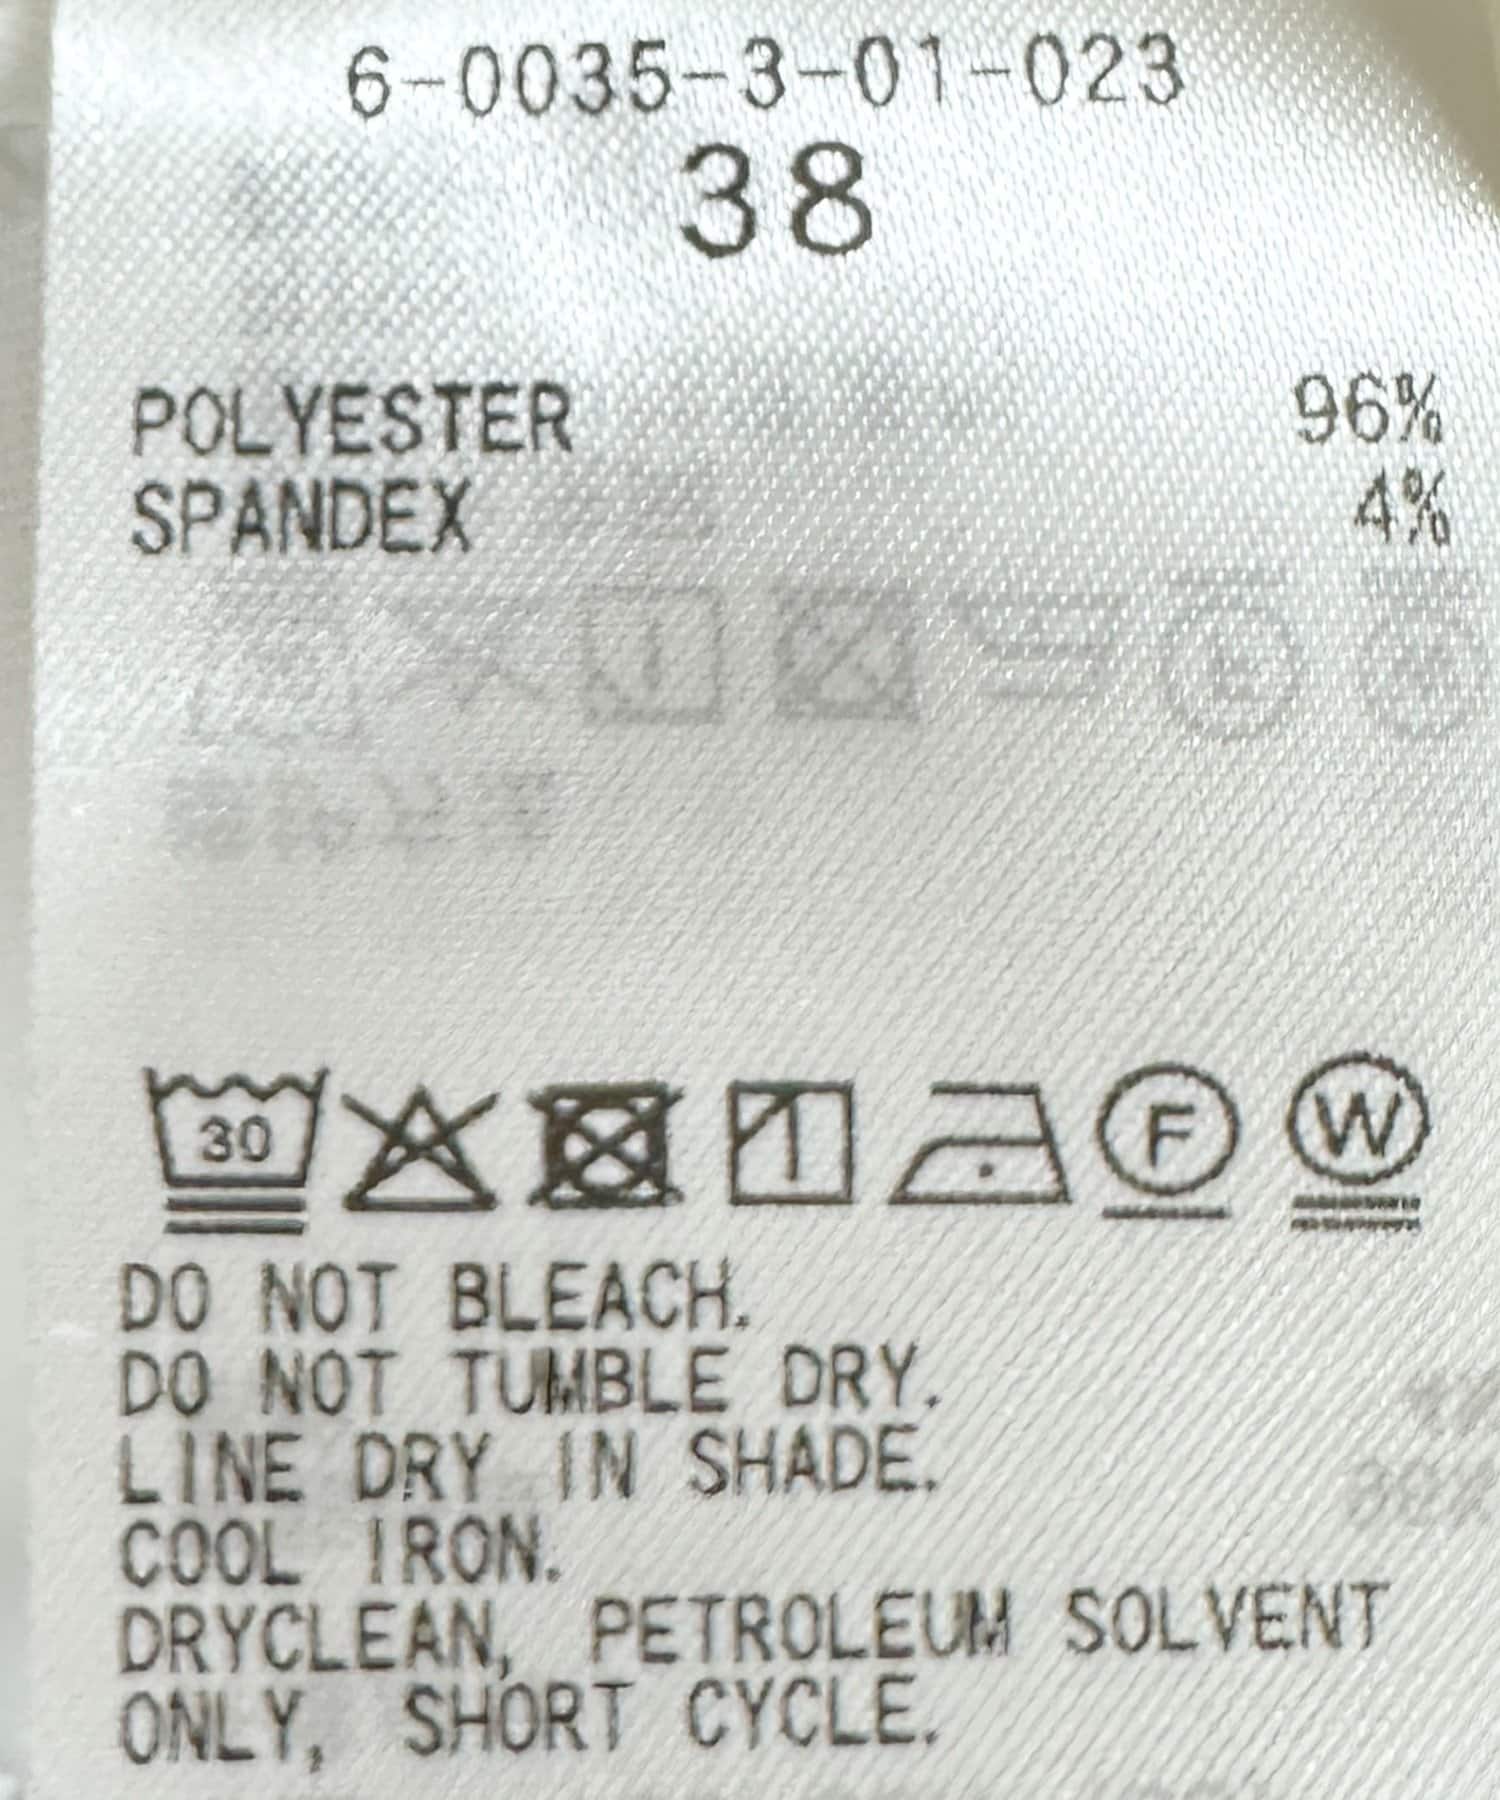 6-0035-3-01-023
38
POLYESTER 96%
SPANDEX 4%
30
F W
DO NOT BLEACH.
DO NOT TUMBLE DRY.
LINE DRY IN SHADE.
COOL IRON.
DRYCLEAN, PETROLEUM SOLVENT
ONLY, SHORT CYCLE.